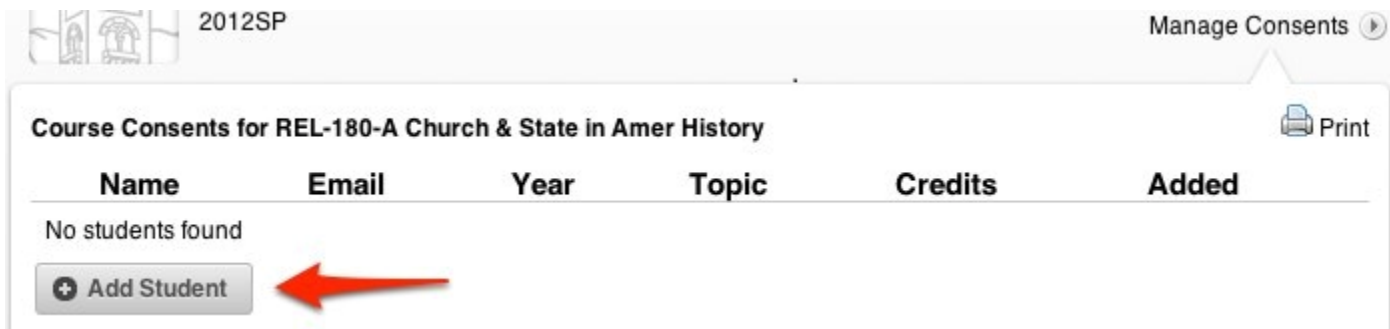 2012SP
Manage Consents
Course Consents for REL-180-A Church & State in Amer History
Print
Name Email Year Topic Credits Added
No students found
Add Student